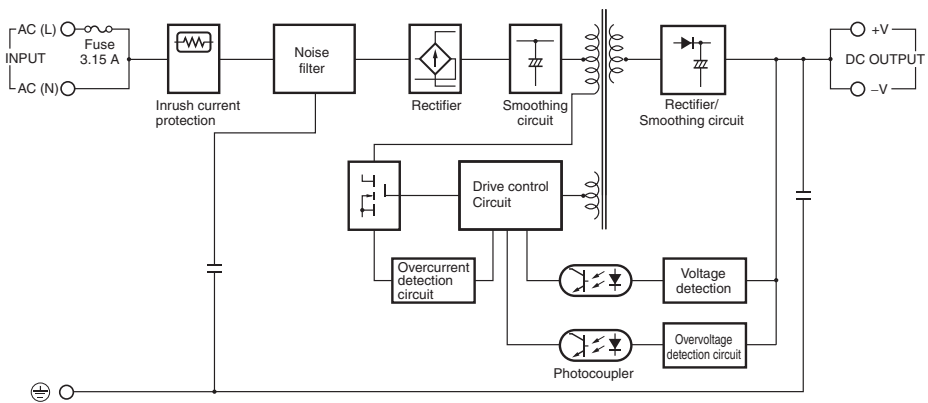 AC (L)
Fuse
3.15 A
INPUT
AC (N)
Inrush current
protection
Noise
filter
Rectifier
Smoothing
circuit
Rectifier/
Smoothing circuit
+V
DC OUTPUT
–V
Drive control
Circuit
Overcurrent
detection
circuit
Voltage
detection
Overvoltage
detection circuit
Photocoupler